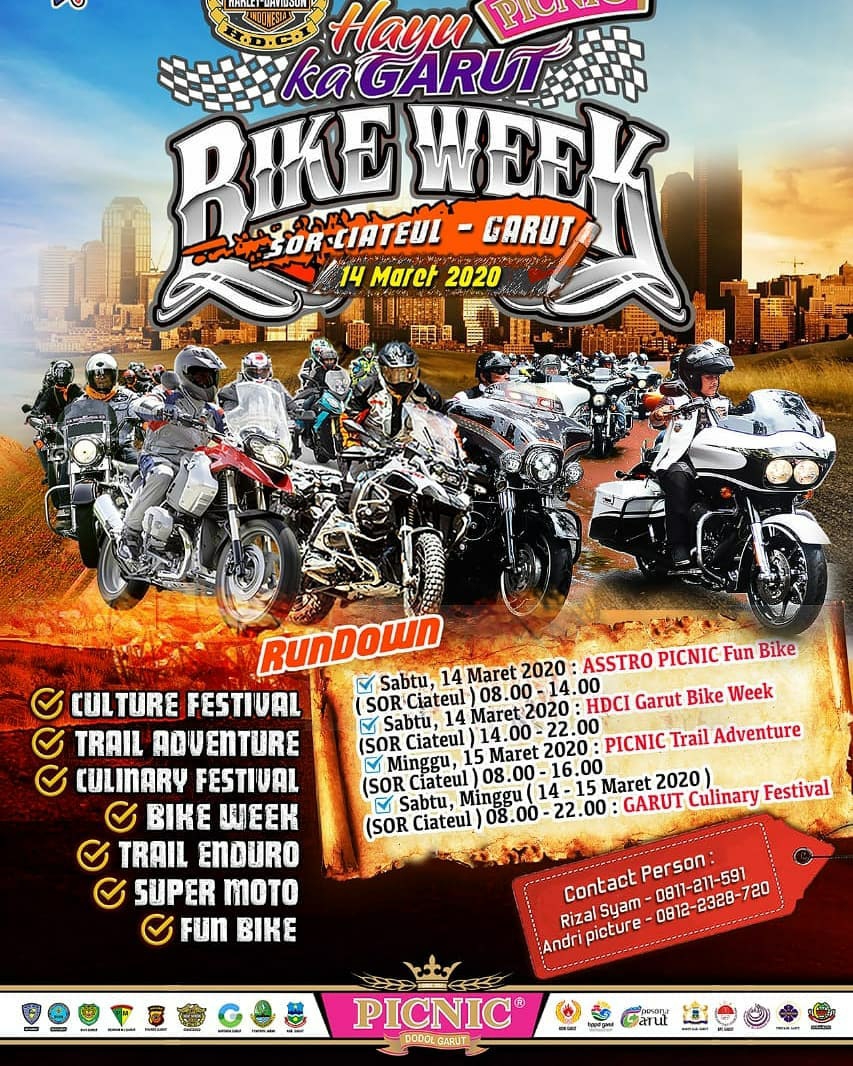 HARLEY-DAVIDSON
INDONESIA
H.D.C.I
PICNIC
Hayu
ka GARUT
BIKE WEEK
SOR CIATEUL - GARUT
14 Maret 2020
RunDown
Sabtu, 14 Maret 2020 : ASSTRO PICNIC Fun Bike
( SOR Ciateul ) 08.00 - 14.00
Sabtu, 14 Maret 2020 : HDCI Garut Bike Week
(SOR Ciateul ) 14.00 - 22.00
Minggu, 15 Maret 2020 : PICNIC Trail Adventure
(SOR Ciateul ) 08.00 - 16.00
Sabtu, Minggu ( 14 - 15 Maret 2020 )
(SOR Ciateul ) 08.00 - 22.00 : GARUT Culinary Festival
CULTURE FESTIVAL
TRAIL ADVENTURE
CULINARY FESTIVAL
BIKE WEEK
TRAIL ENDURO
SUPER MOTO
FUN BIKE
Contact Person :
Rizal Syam - 0811-211-591
Andri picture - 0812-2328-720
PICNIC®
DODOL GARUT
pesona
Garut